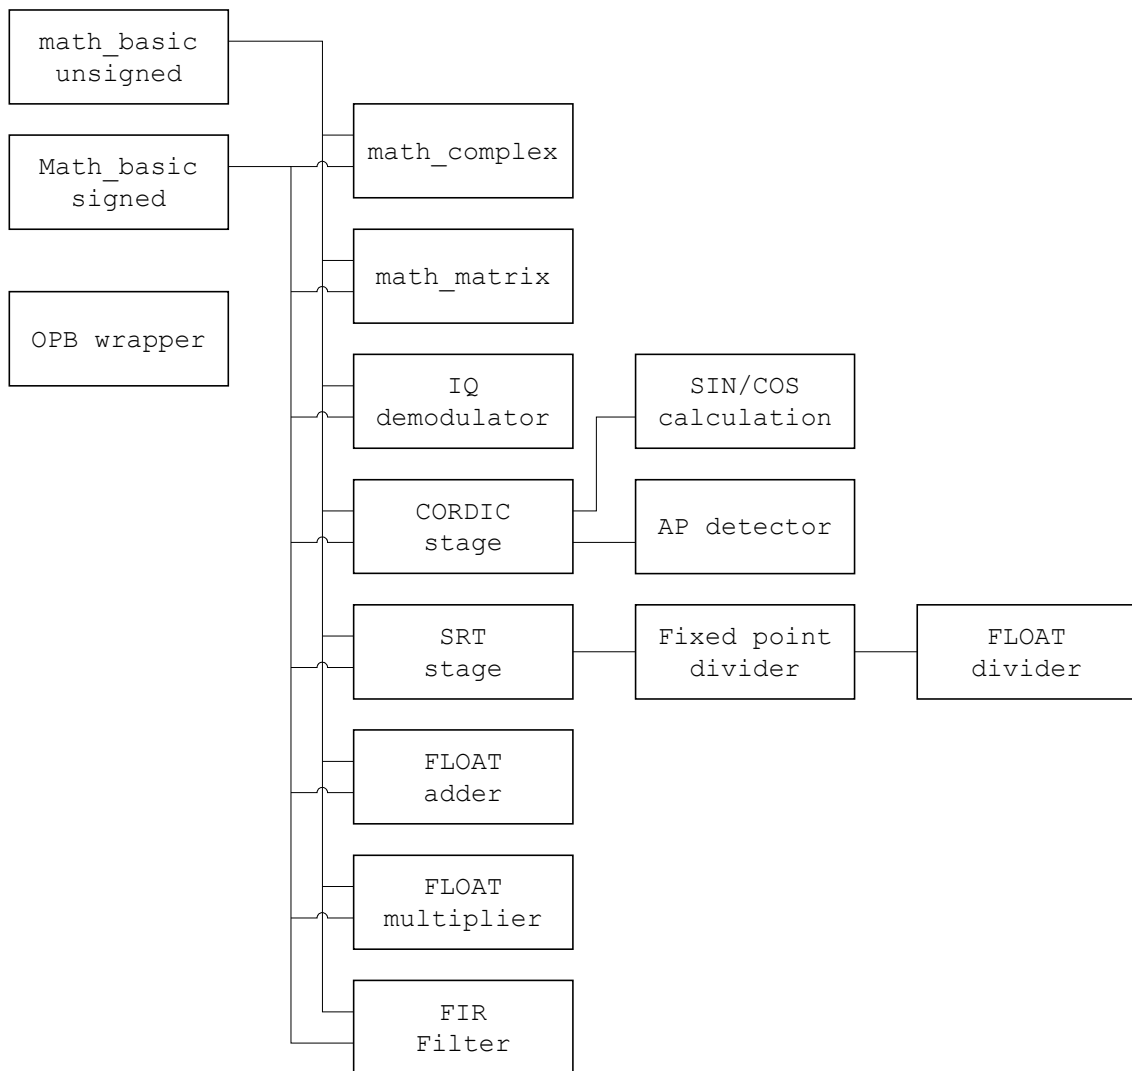 math_basic
unsigned
Math_basic
signed
OPB wrapper
math_complex
math_matrix
IQ
demodulator
SIN/COS
calculation
CORDIC
stage
AP detector
SRT
stage
Fixed point
divider
FLOAT
divider
FLOAT
adder
FLOAT
multiplier
FIR
Filter